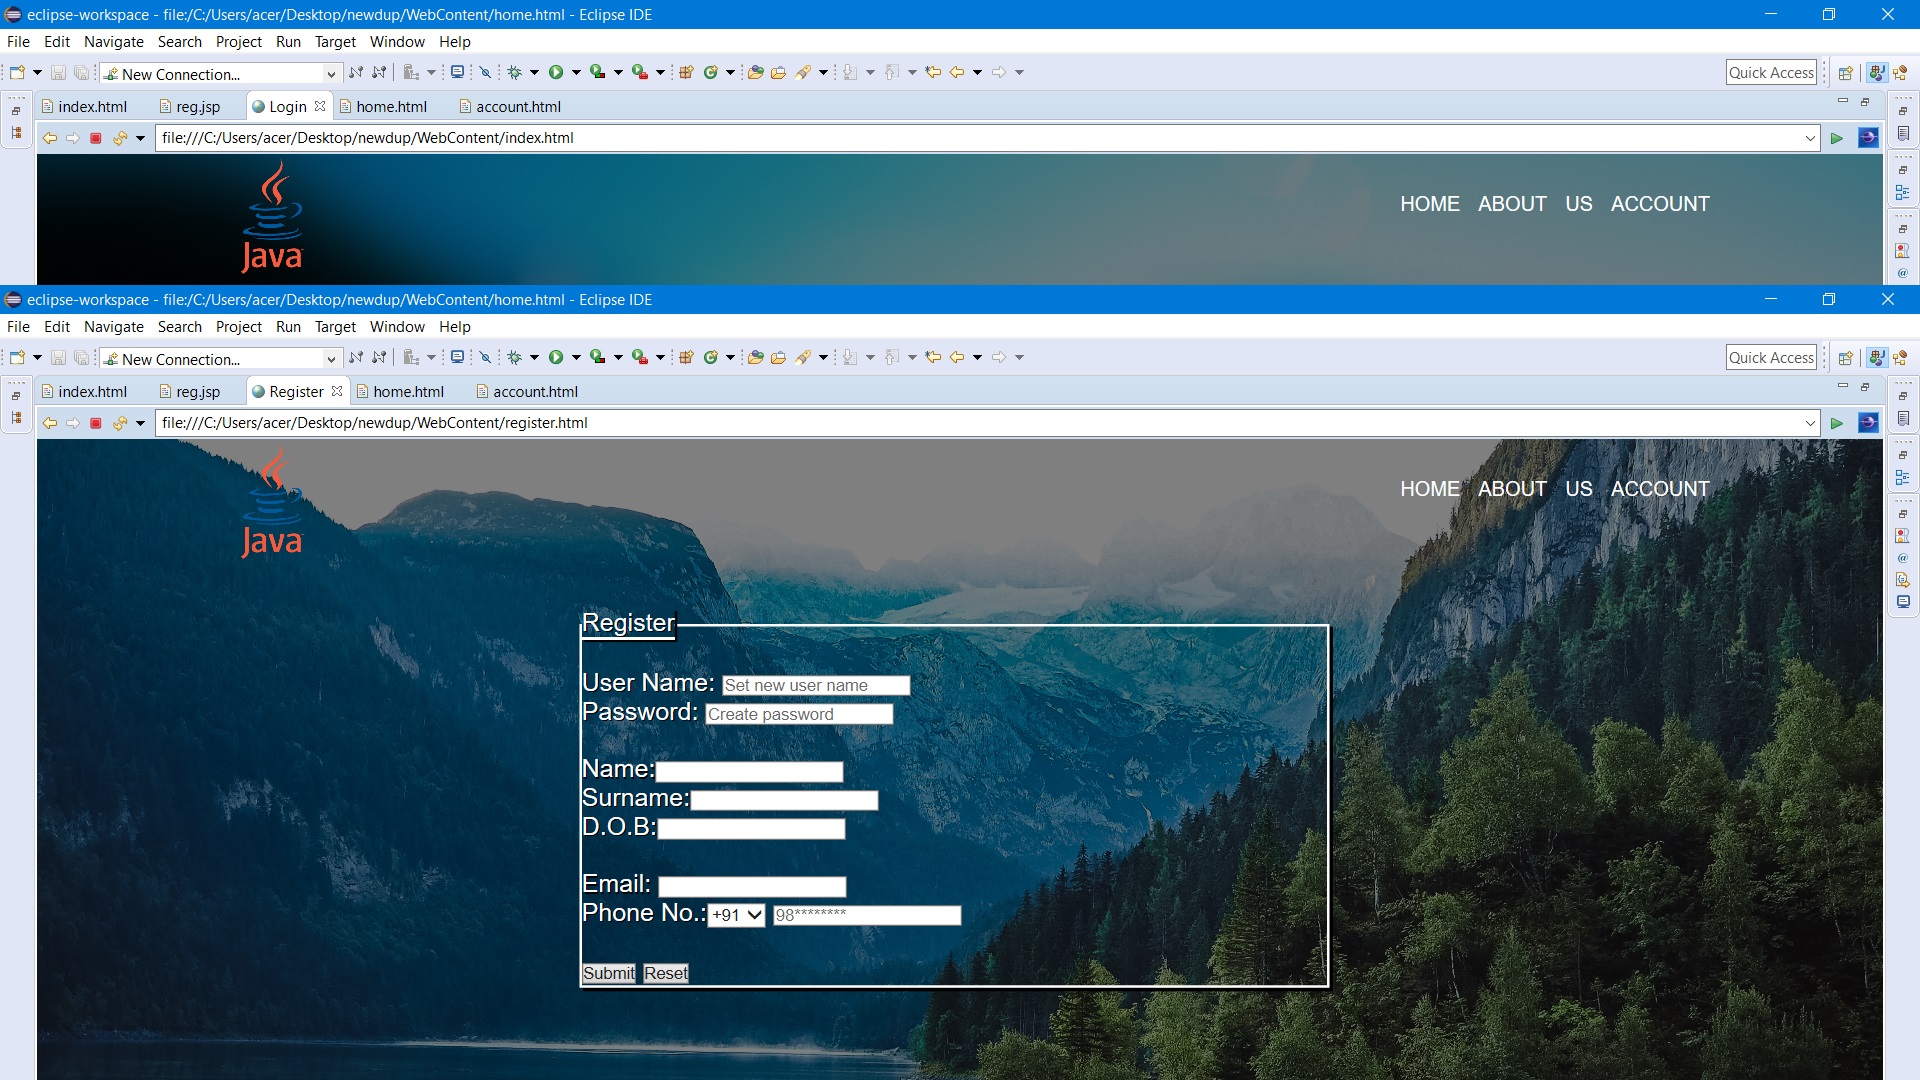 eclipse-workspace - file:/C:/Users/acer/Desktop/newdup/WebContent/home.html - Eclipse IDE
File Edit Navigate Search Project Run Target Window Help
New Connection... Quick Access
index.html reg.jsp Login home.html account.html
file:///C:/Users/acer/Desktop/newdup/WebContent/index.html
HOME ABOUT US ACCOUNT
Java
eclipse-workspace - file:/C:/Users/acer/Desktop/newdup/WebContent/home.html - Eclipse IDE
File Edit Navigate Search Project Run Target Window Help
New Connection... Quick Access
index.html reg.jsp Register home.html account.html
file:///C:/Users/acer/Desktop/newdup/WebContent/register.html
HOME ABOUT US ACCOUNT
Java
Register
User Name: Set new user name
Password: Create password
Name:
Surname:
D.O.B:
Email:
Phone No.: +91 98********
Submit Reset